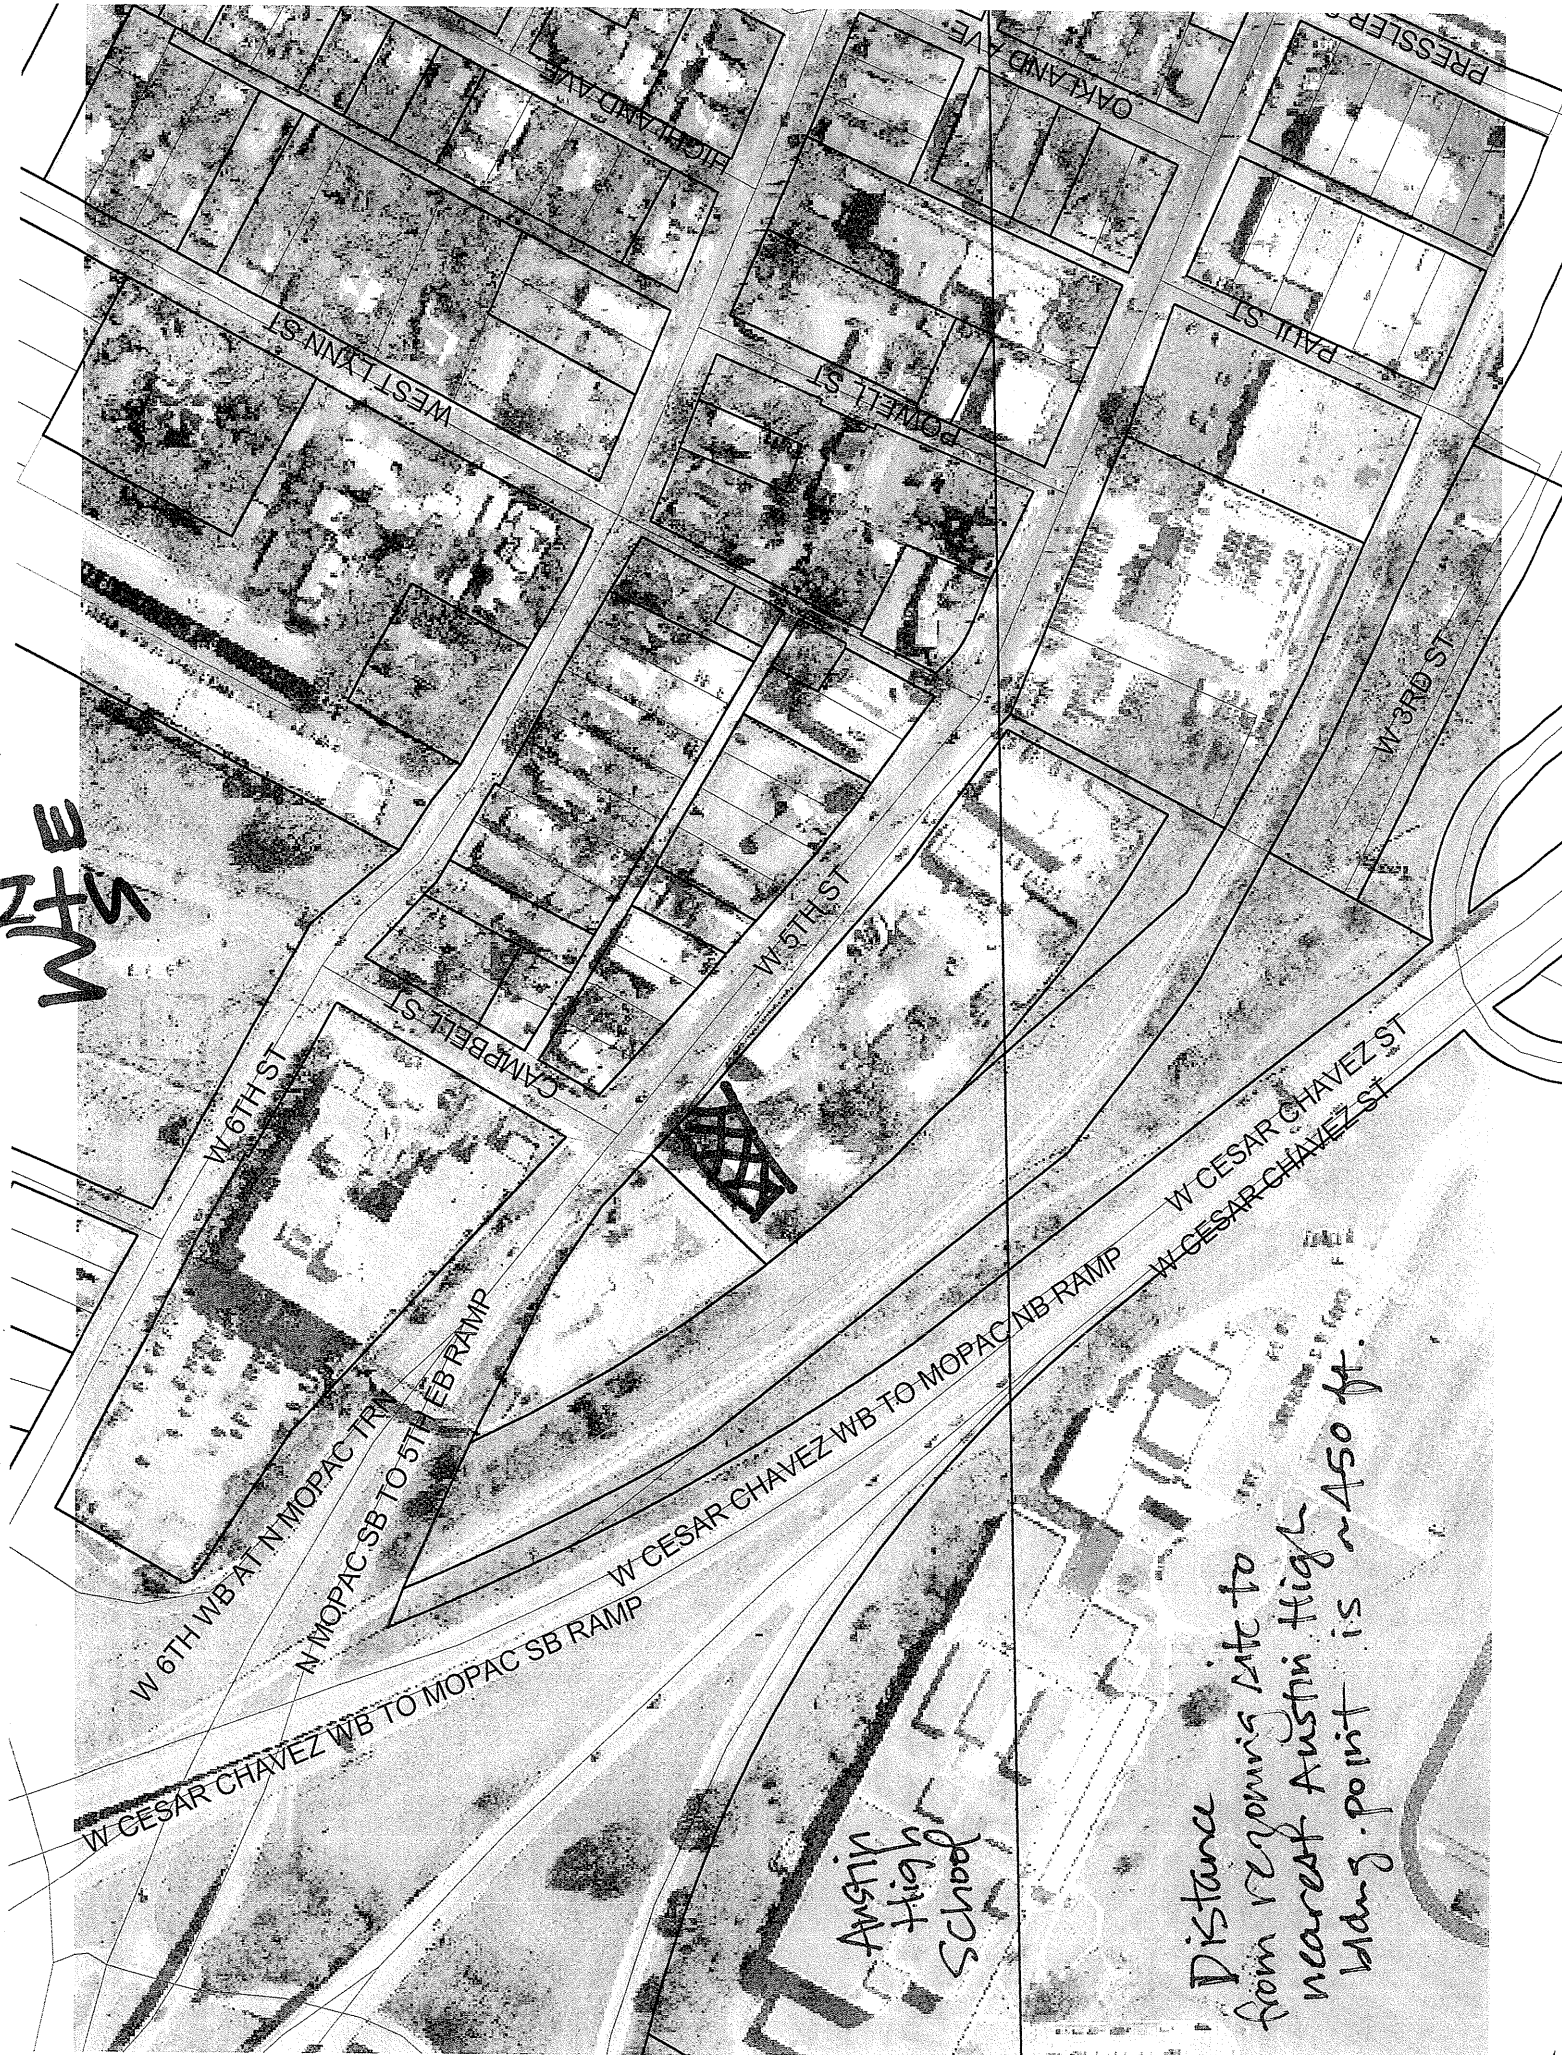 PRESSLER S
OAKLAND AVE
HIGHLAND AVE
PAUL ST
WEST LYNN ST
POWELL ST
W 3RD ST
N
W+E
S
W 5TH ST
CAMPBELL ST
W 6TH ST
W CESAR CHAVEZ ST
W CESAR CHAVEZ ST
N MOPAC SB TO 5TH EB RAMP
W 6TH WB AT N MOPAC TRN
W CESAR CHAVEZ WB TO MOPAC NB RAMP
W CESAR CHAVEZ WB TO MOPAC SB RAMP
Austin
High
School
Distance
from rezoning site to
nearest Austin High
bldng. point is ~450 ft.